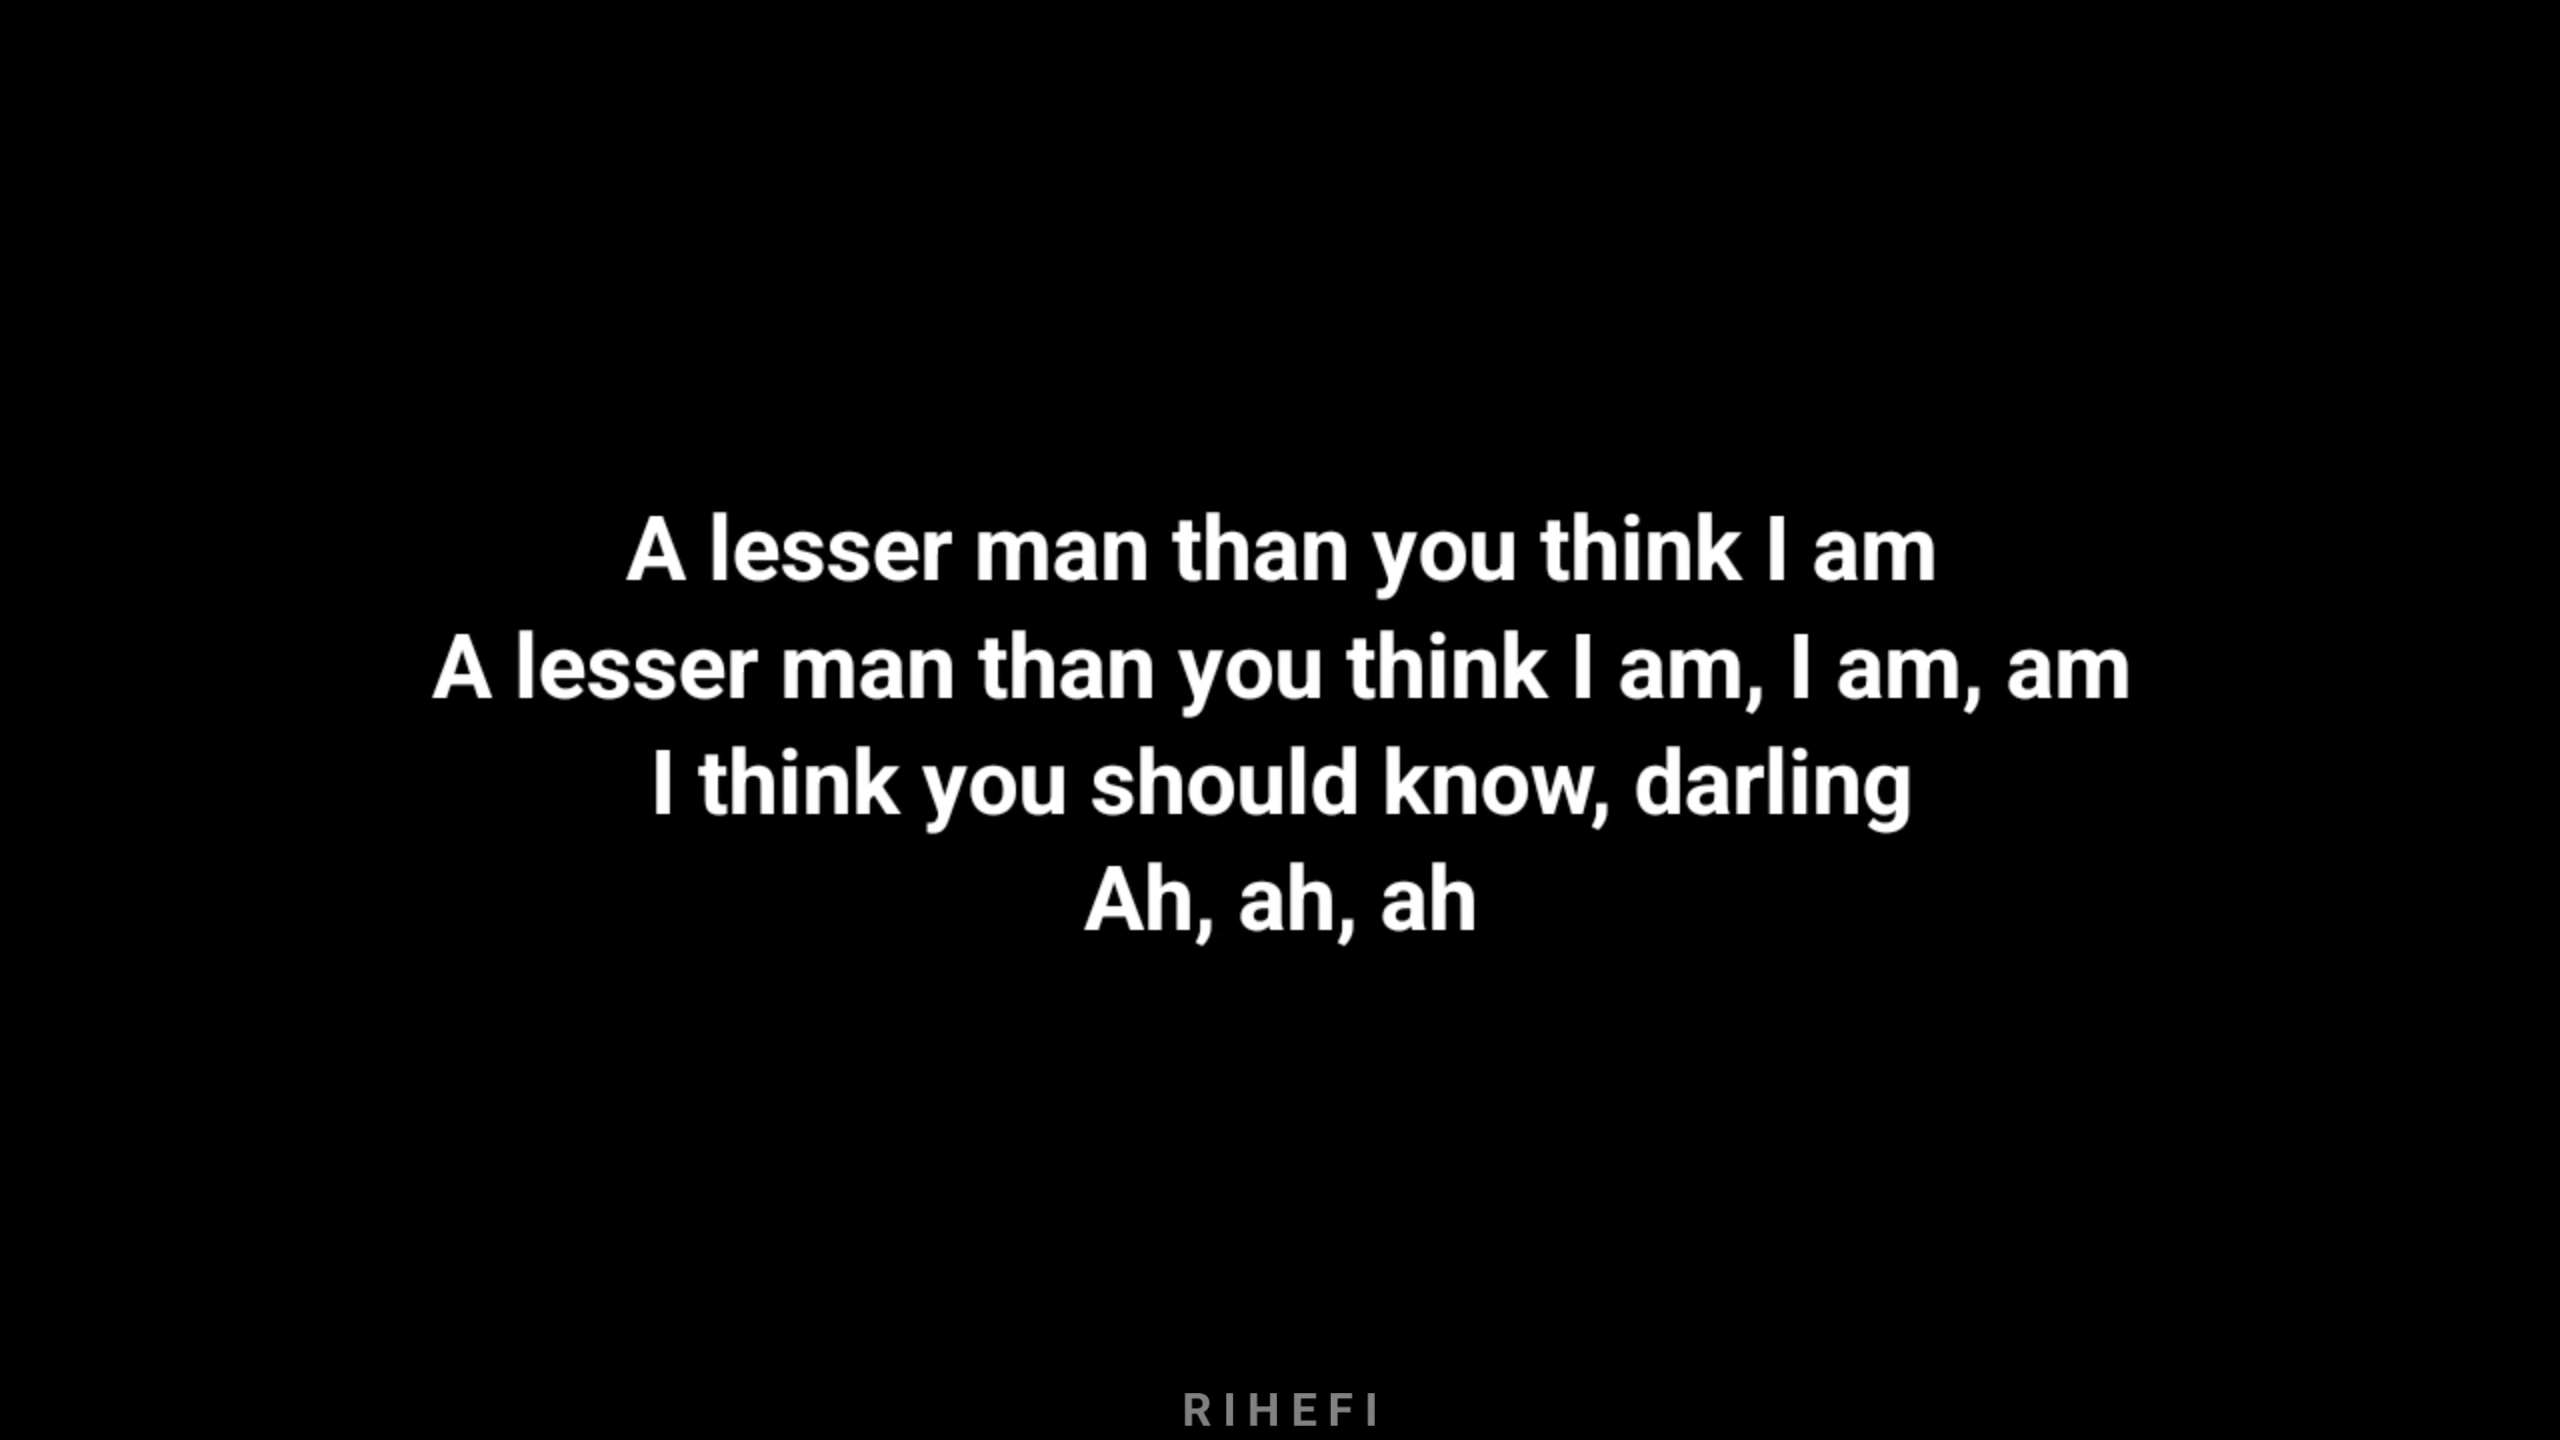 A lesser man than you think I am
A lesser man than you think I am, I am, am
I think you should know, darling
Ah, ah, ah
RIHEFI